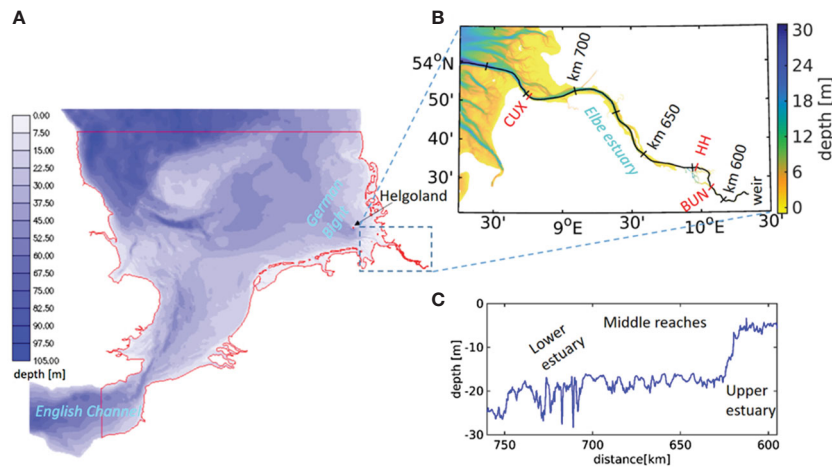 A
0.00
7.50
15.00
22.50
30.00
37.50
45.00
52.50
60.00
67.50
75.00
82.50
90.00
97.50
105.00
depth [m]
German
Bight
Helgoland
English Channel
B
54°N
50'
40'
30'
30'
9°E
30'
10°E
30'
km 700
km 650
km 600
CUX
Elbe estuary
HH
BUN
weir
30
24
18
12
6
0
depth [m]
C
0
-10
-20
-30
depth [m]
Lower
estuary
Middle reaches
Upper
estuary
760
700
650
600
distance[km]